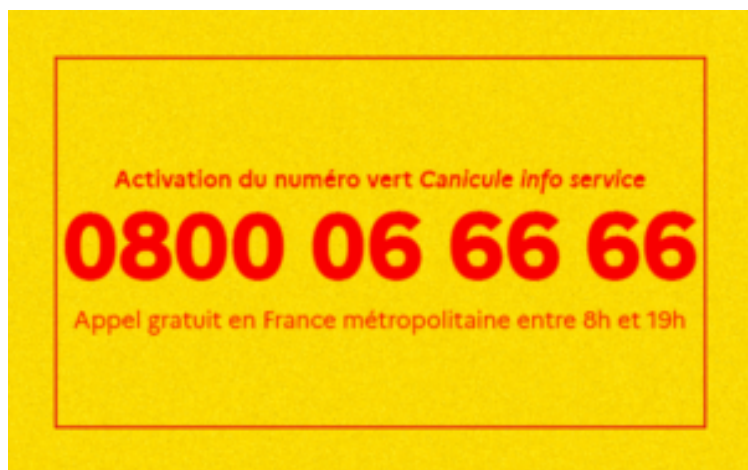 Activation du numéro vert Canicule info service
0800 06 66 66
Appel gratuit en France métropolitaine entre 8h et 19h